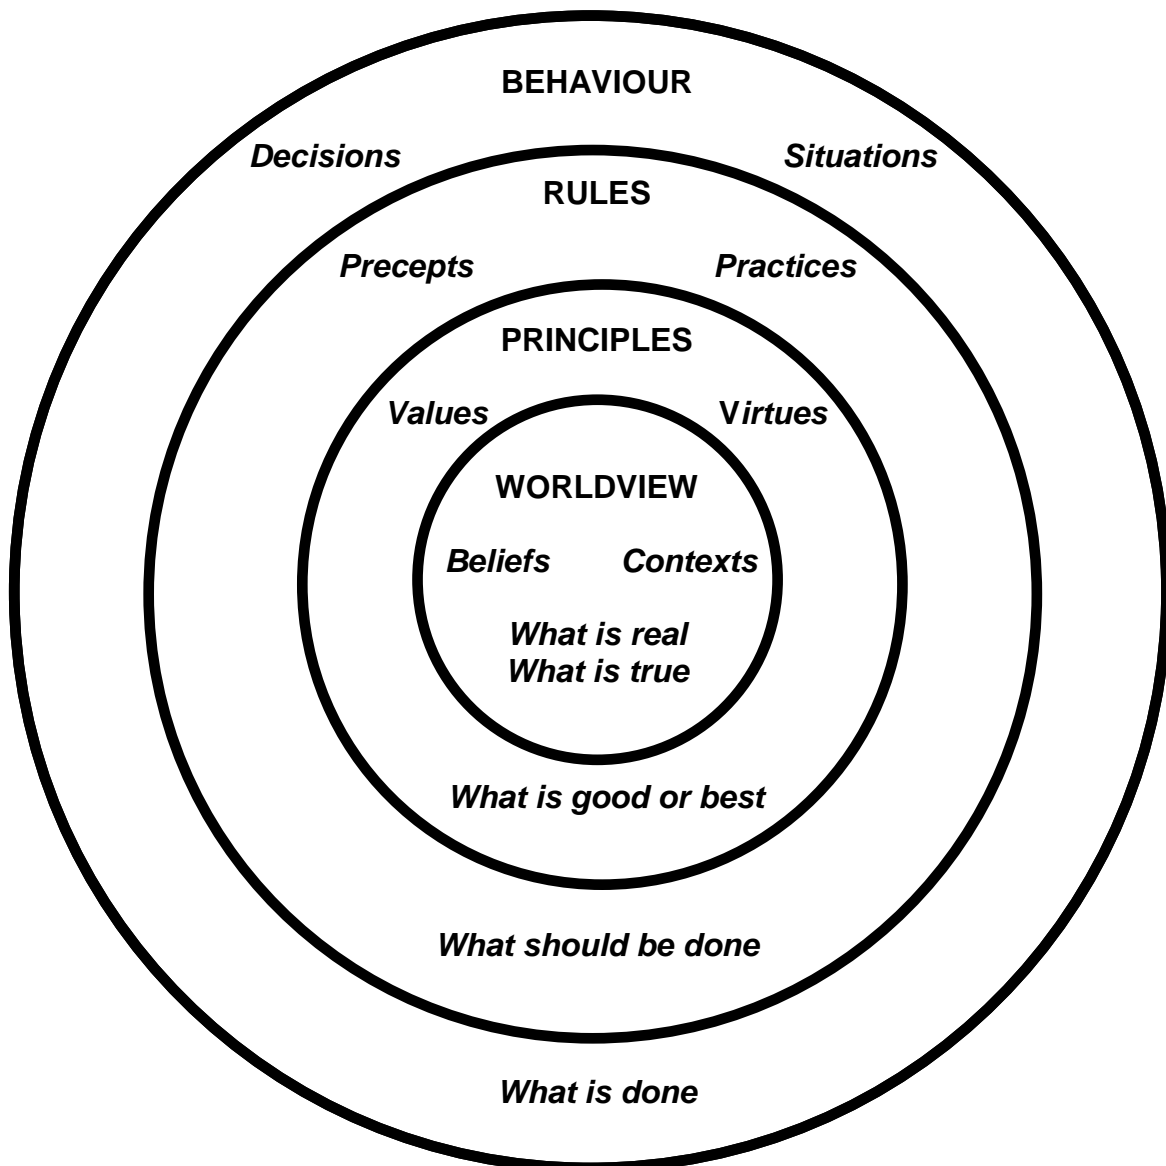 BEHAVIOUR
Decisions Situations
RULES
Precepts Practices
PRINCIPLES
Values Virtues
WORLDVIEW
Beliefs Contexts
What is real
What is true
What is good or best
What should be done
What is done